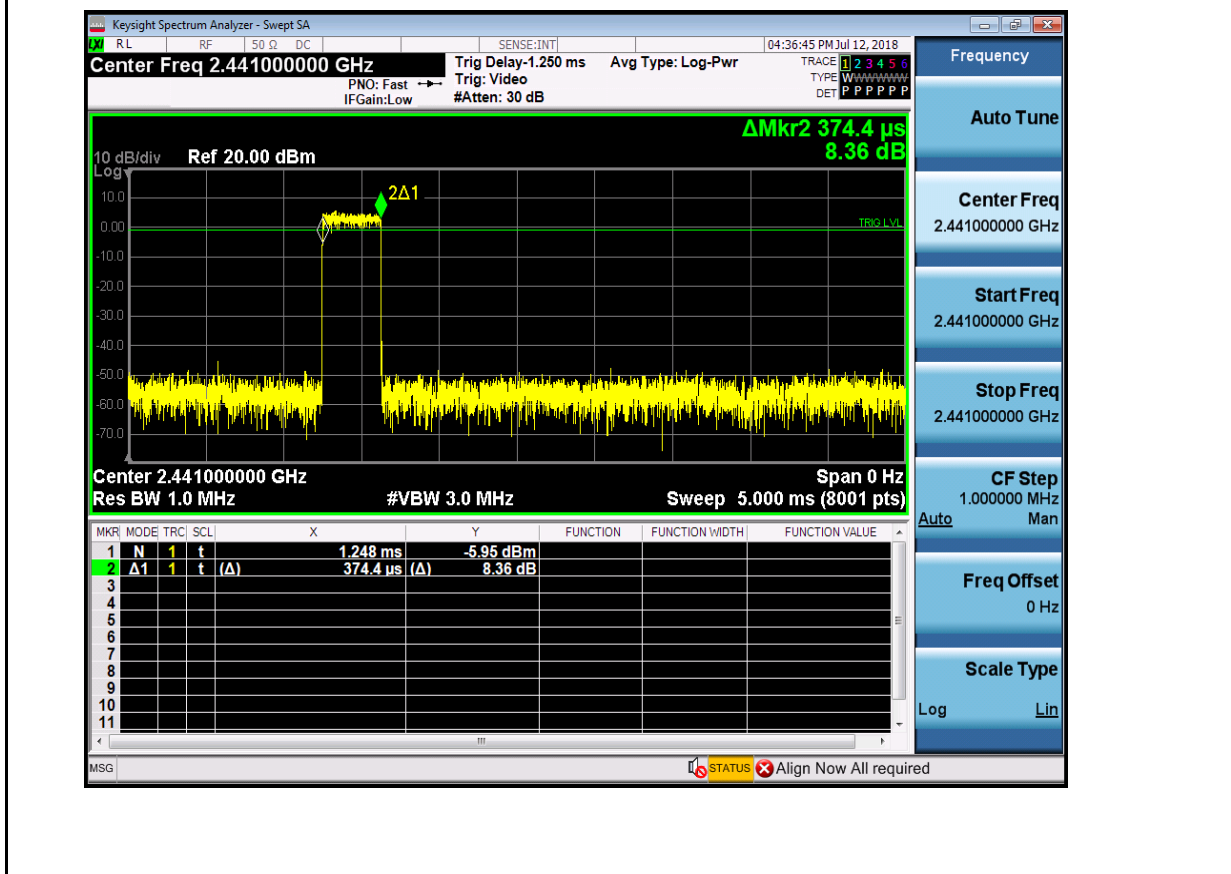 Keysight Spectrum Analyzer - Swept SA
LXI RL RF 50 Ω DC SENSE:INT 04:36:45 PM Jul 12, 2018
Center Freq 2.441000000 GHz
PNO: Fast
IFGain:Low
Trig Delay-1.250 ms
Trig: Video
#Atten: 30 dB
Avg Type: Log-Pwr
TRACE 1 2 3 4 5 6
TYPE WWWWWW
DET P P P P P P
ΔMkr2 374.4 µs
8.36 dB
10 dB/div Ref 20.00 dBm
Log
10.0
0.00
-10.0
-20.0
-30.0
-40.0
-50.0
-60.0
-70.0
2Δ1
TRIG LVL
Center 2.441000000 GHz Span 0 Hz
Res BW 1.0 MHz #VBW 3.0 MHz Sweep 5.000 ms (8001 pts)
MKR MODE TRC SCL X Y FUNCTION FUNCTION WIDTH FUNCTION VALUE
1 N 1 t 1.248 ms -5.95 dBm
2 Δ1 1 t (Δ) 374.4 µs (Δ) 8.36 dB
3
4
5
6
7
8
9
10
11
MSG STATUS Align Now All required
Frequency
Auto Tune
Center Freq
2.441000000 GHz
Start Freq
2.441000000 GHz
Stop Freq
2.441000000 GHz
CF Step
1.000000 MHz
Auto Man
Freq Offset
0 Hz
Scale Type
Log Lin